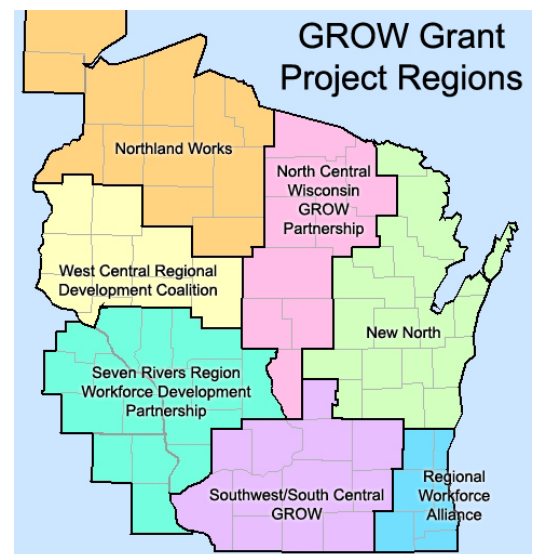 GROW Grant
Project Regions
Northland Works
North Central
Wisconsin
GROW
Partnership
West Central Regional
Development Coalition
New North
Seven Rivers Region
Workforce Development
Partnership
Southwest/South Central
GROW
Regional
Workforce
Alliance